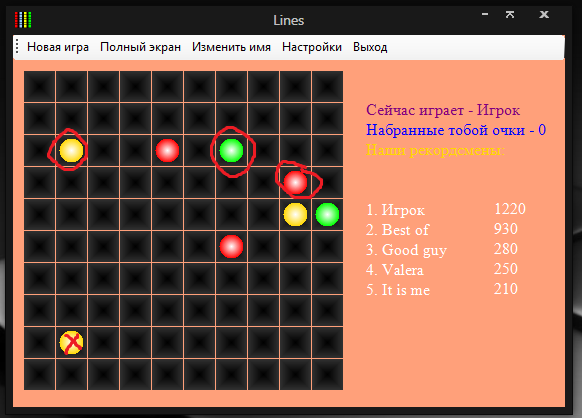 Lines
Новая игра Полный экран Изменить имя Настройки Выход
Сейчас играет - Игрок
Набранные тобой очки - 0
Наши рекордсмены:
1. Игрок 1220
2. Best of 930
3. Good guy 280
4. Valera 250
5. It is me 210